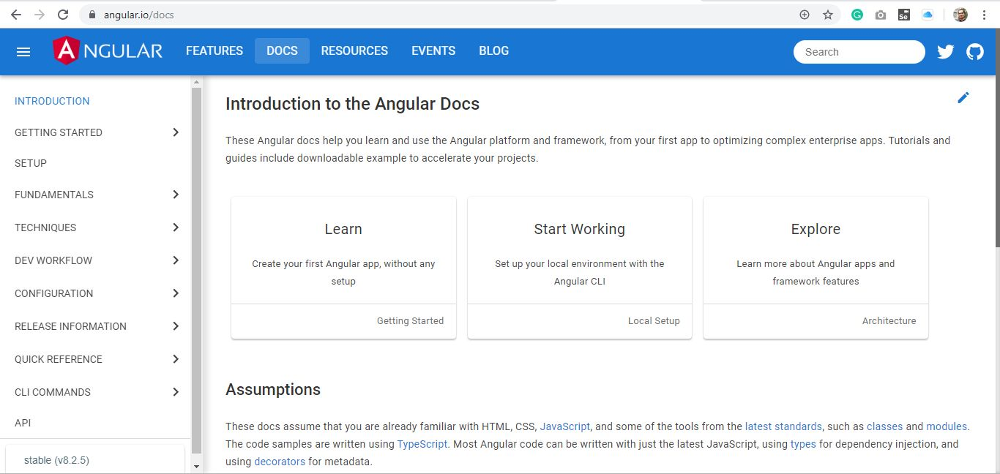 angular.io/docs
Se
ANGULAR
FEATURES
DOCS
RESOURCES
EVENTS
BLOG
Search
INTRODUCTION
GETTING STARTED
SETUP
FUNDAMENTALS
TECHNIQUES
DEV WORKFLOW
CONFIGURATION
RELEASE INFORMATION
QUICK REFERENCE
CLI COMMANDS
API
stable (v8.2.5)
Introduction to the Angular Docs
These Angular docs help you learn and use the Angular platform and framework, from your first app to optimizing complex enterprise apps. Tutorials and
guides include downloadable example to accelerate your projects.
Learn
Create your first Angular app, without any
setup
Getting Started
Start Working
Set up your local environment with the
Angular CLI
Local Setup
Explore
Learn more about Angular apps and
framework features
Architecture
Assumptions
These docs assume that you are already familiar with HTML, CSS, JavaScript, and some of the tools from the latest standards, such as classes and modules.
The code samples are written using TypeScript. Most Angular code can be written with just the latest JavaScript, using types for dependency injection, and
using decorators for metadata.